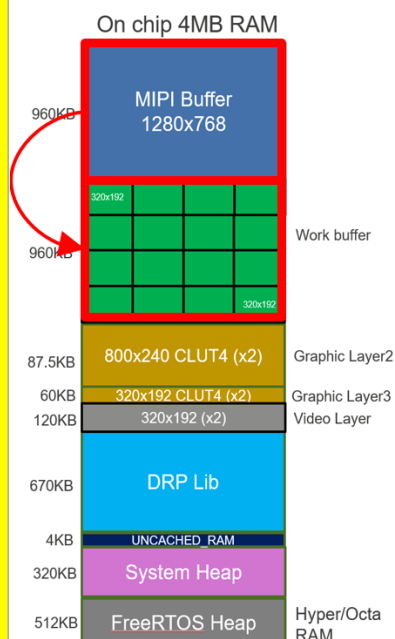 On chip 4MB RAM
960KB
MIPI Buffer
1280x768
320x192
960KB
Work buffer
320x192
87.5KB
800x240 CLUT4 (x2)
Graphic Layer2
60KB
320x192 CLUT4 (x2)
Graphic Layer3
120KB
320x192 (x2)
Video Layer
670KB
DRP Lib
4KB
UNCACHED_RAM
320KB
System Heap
512KB
FreeRTOS Heap
Hyper/Octa
RAM